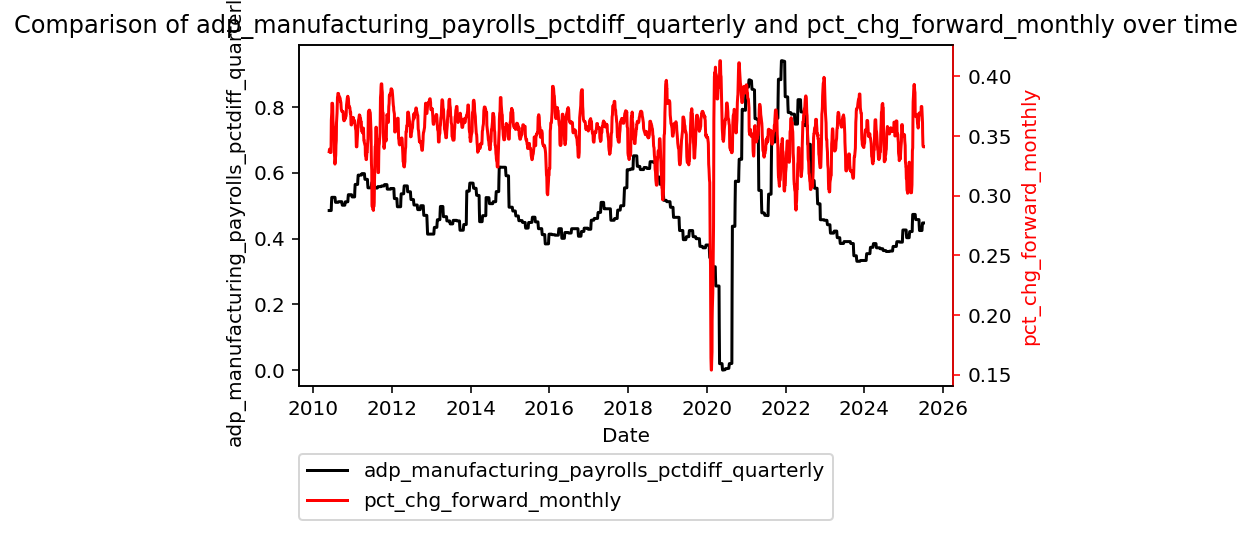 Comparison of adp_manufacturing_payrolls_pctdiff_quarterly and pct_chg_forward_monthly over time
adp_manufacturing_payrolls_pctdiff_quarterly
0.8
0.6
0.4
0.2
0.0
0.40
0.35
0.30
0.25
0.20
0.15
pct_chg_forward_monthly
2010 2012 2014 2016 2018 2020 2022 2024 2026
Date
adp_manufacturing_payrolls_pctdiff_quarterly
pct_chg_forward_monthly